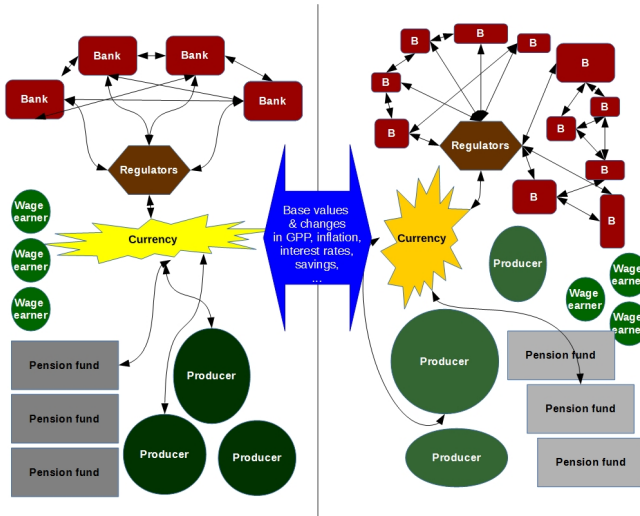 Bank
Bank
Bank
Bank
Regulators
Wage
earner
Wage
earner
Wage
earner
Currency
Pension fund
Pension fund
Pension fund
Producer
Producer
Producer
Base values
& changes
in GPP, inflation,
interest rates,
savings,
...
B
B
B
B
B
B
B
B
B
B
B
Regulators
Currency
Producer
Wage
earner
Wage
earner
Wage
earner
Producer
Producer
Pension fund
Pension fund
Pension fund